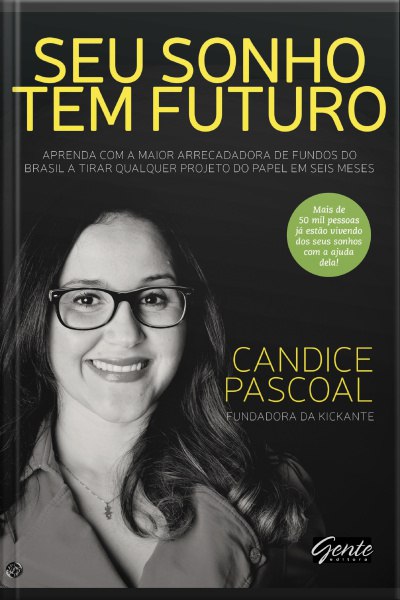 SEU SONHO
TEM FUTURO
APRENDA COM A MAIOR ARRECADADORA DE FUNDOS DO
BRASIL A TIRAR QUALQUER PROJETO DO PAPEL EM SEIS MESES
Mais de
50 mil pessoas
já estão vivendo
dos seus sonhos
com a ajuda
dela!
CANDICE
PASCOAL
FUNDADORA DA KICKANTE
Gente
editora